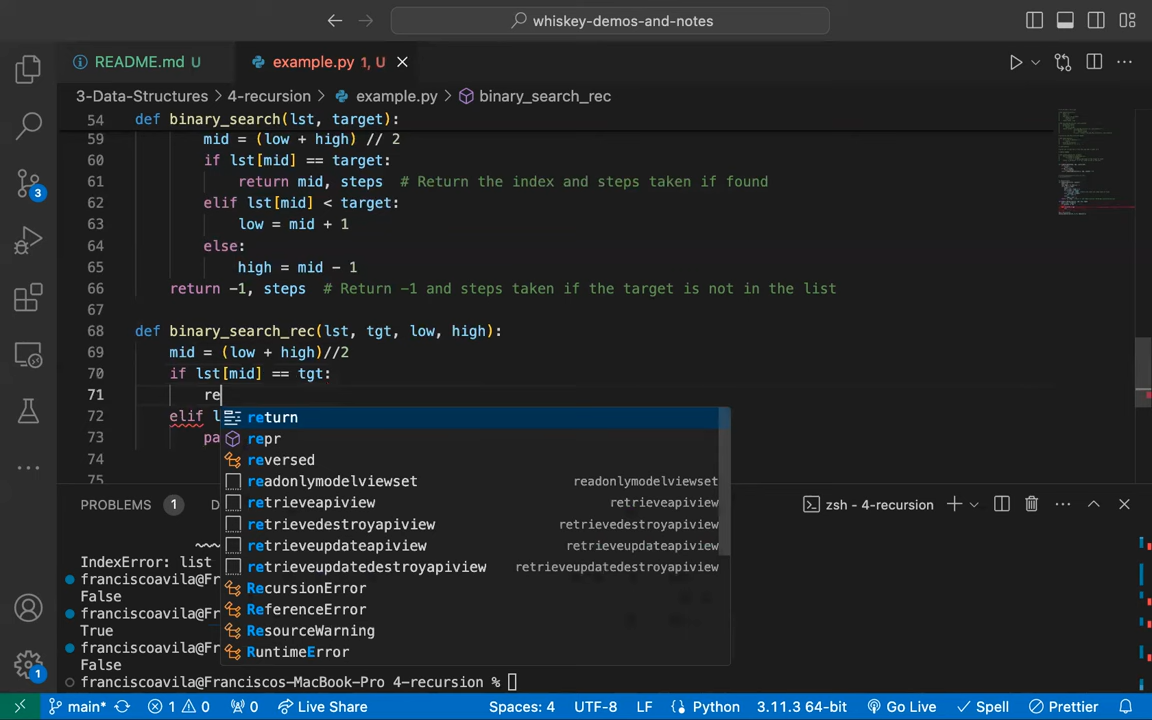 whiskey-demos-and-notes
README.md U
example.py 1, U
3-Data-Structures > 4-recursion > example.py > binary_search_rec
54 def binary_search(lst, target):
59 mid = (low + high) // 2
60 if lst[mid] == target:
61 return mid, steps # Return the index and steps taken if found
62 elif lst[mid] < target:
63 low = mid + 1
64 else:
65 high = mid - 1
66 return -1, steps # Return -1 and steps taken if the target is not in the list
67
68 def binary_search_rec(lst, tgt, low, high):
69 mid = (low + high)//2
70 if lst[mid] == tgt:
71 re
72 elif l
73 pa
74
75
return
repr
reversed
readonlymodelviewset readonlymodelviewset
retrieveapiview retrieveapiview
retrievedestroyapiview retrievedestroyapiview
retrieveupdateapiview retrieveupdateapiview
retrieveupdatedestroyapiview retrieveupdatedestroyapiview
RecursionError
ReferenceError
ResourceWarning
RuntimeError
3
1
PROBLEMS 1 D
zsh - 4-recursion
IndexError: list
franciscoavila@Fr
False
franciscoavila@Fr
True
franciscoavila@Fr
False
franciscoavila@Franciscos-MacBook-Pro 4-recursion %
main* 1 0 0 Live Share Spaces: 4 UTF-8 LF Python 3.11.3 64-bit Go Live Spell Prettier